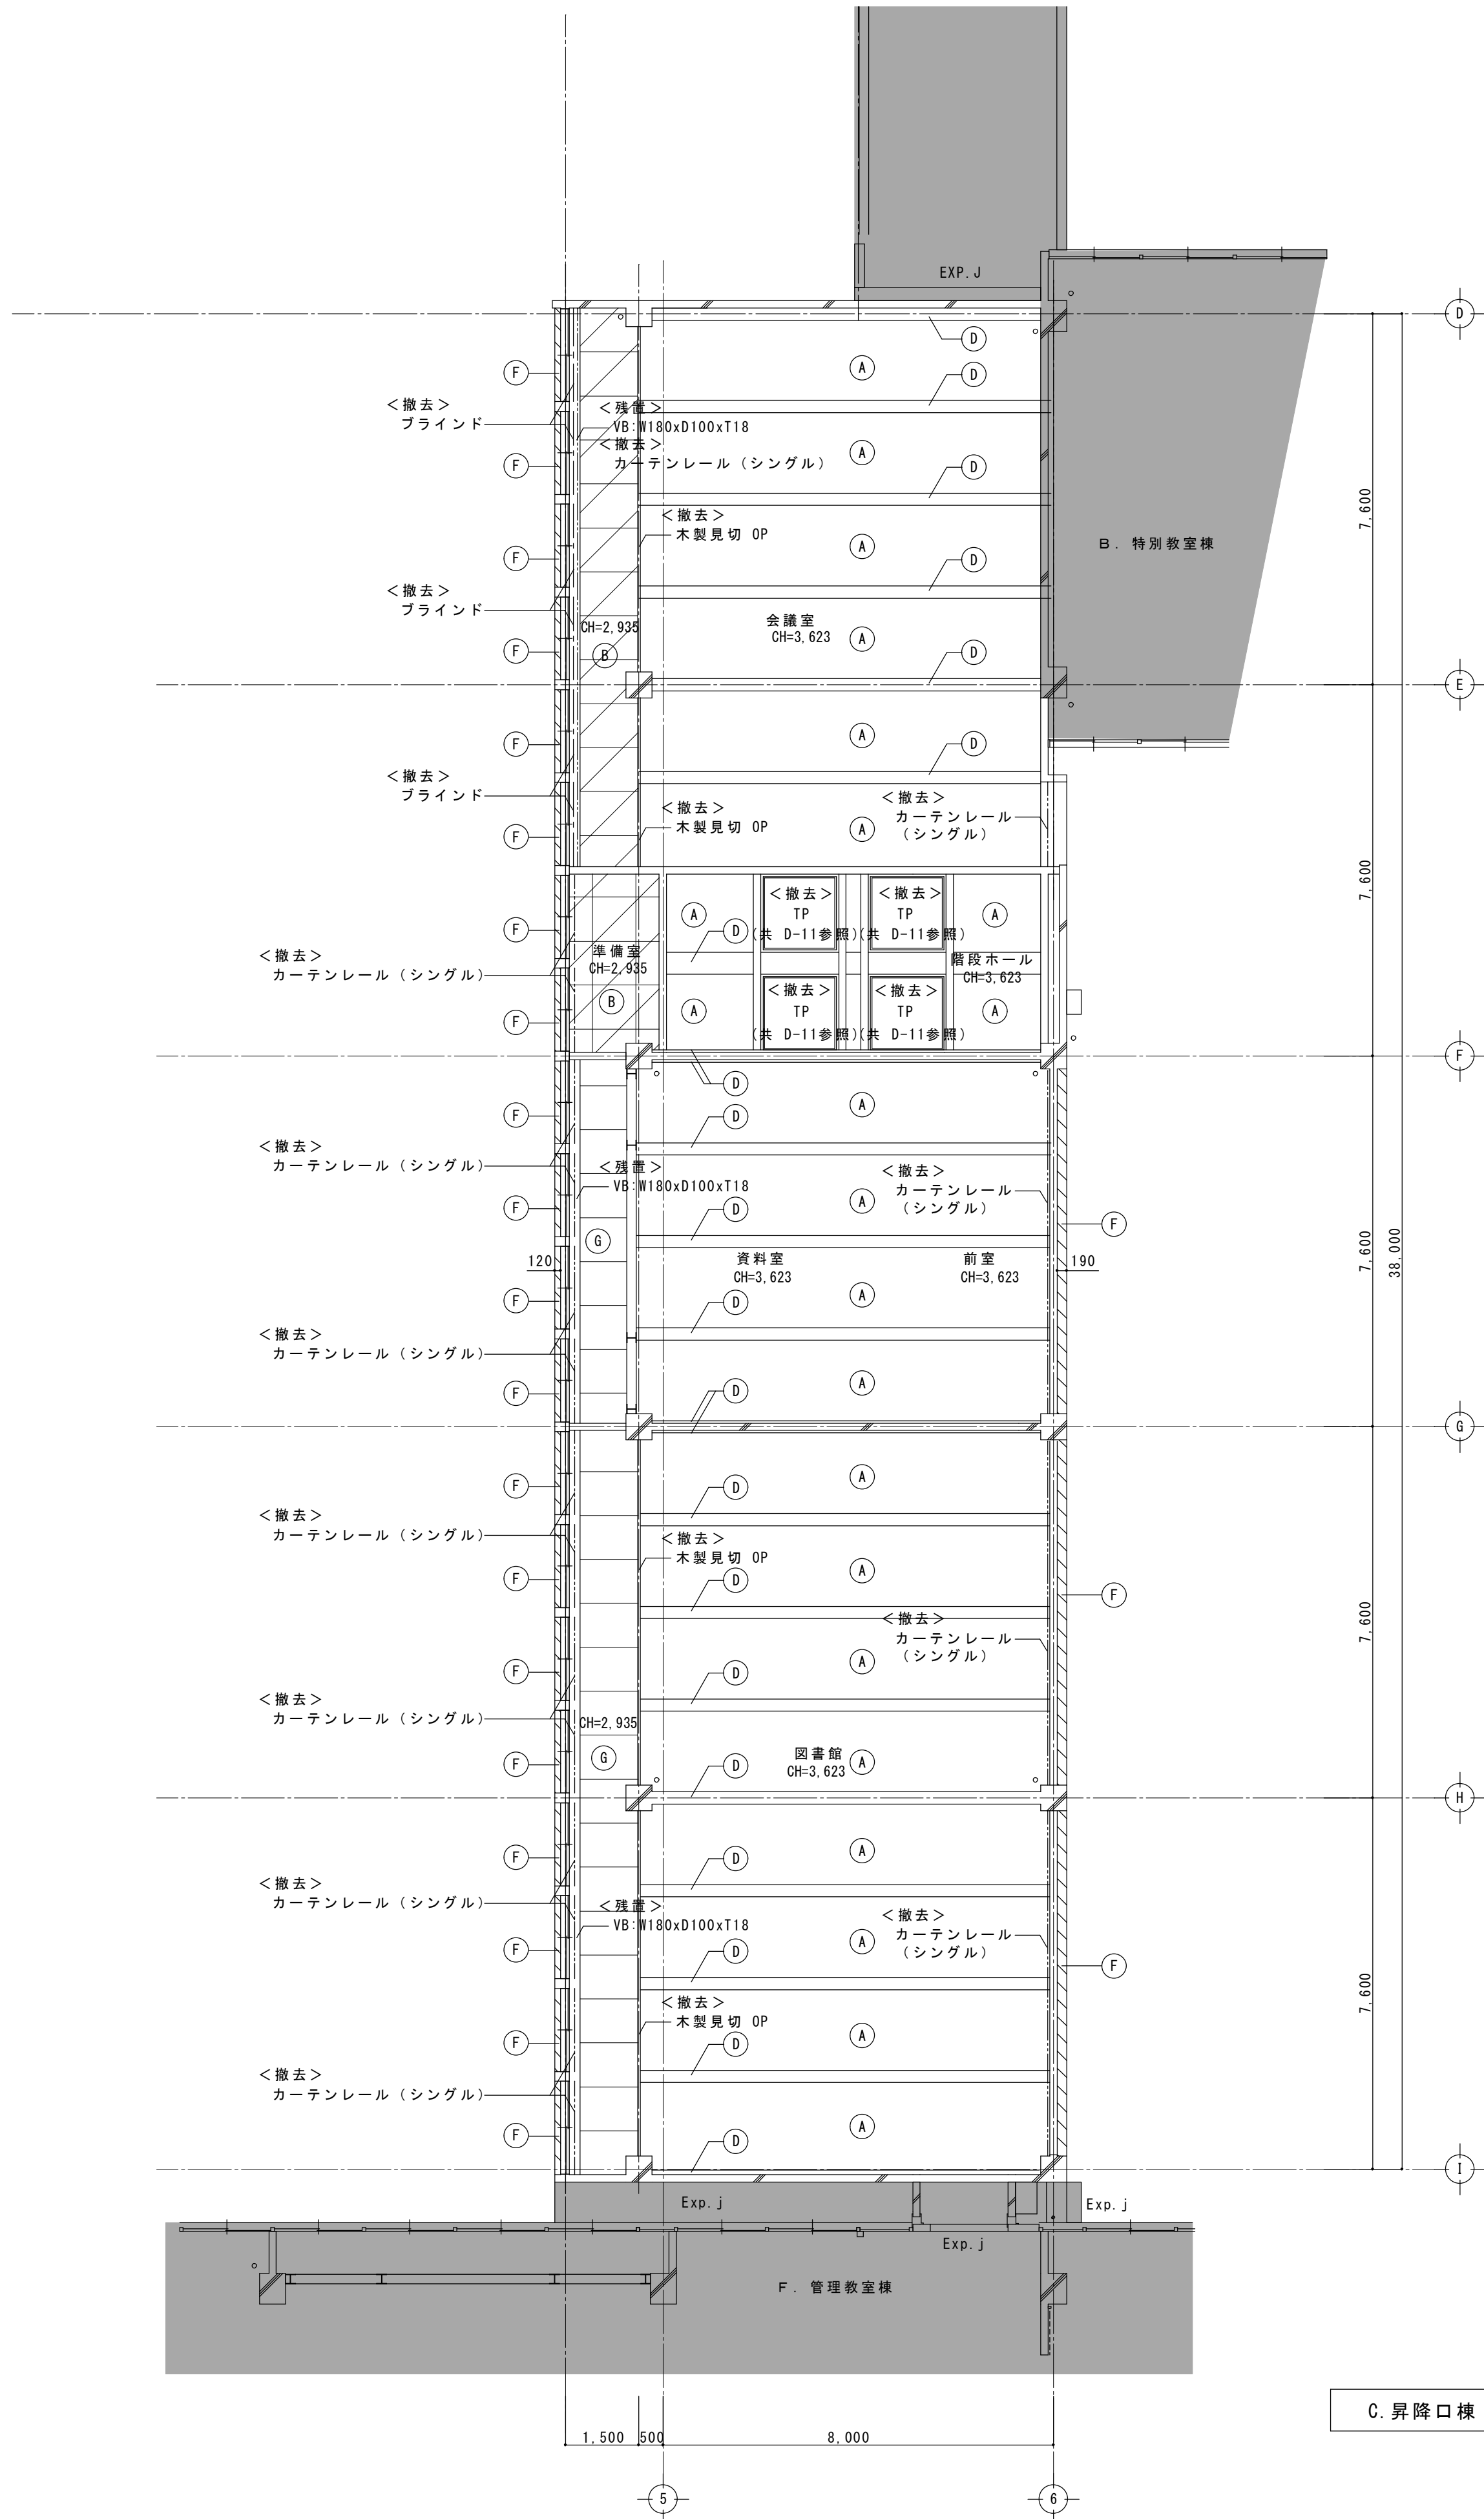 EXP.J
D
D
A
F
D
<撤去>
ブラインド
<残置>
VB:W180xD100xT18
<撤去>
カーテンレール(シングル)
A
F
D
<撤去>
木製見切 OP
7,600
B. 特別教室棟
A
F
D
<撤去>
ブラインド
CH=2,935
会議室
CH=3,623
A
F
B
D
E
F
A
D
<撤去>
ブラインド
<撤去>
木製見切 OP
<撤去>
カーテンレール
(シングル)
A
F
7,600
<撤去>
TP
(共 D-11参照)
<撤去>
TP
(共 D-11参照)
A
A
F
D
<撤去>
カーテンレール(シングル)
準備室
CH=2,935
階段ホール
CH=3,623
B
A
<撤去>
TP
(共 D-11参照)
<撤去>
TP
(共 D-11参照)
A
F
F
D
A
F
D
<撤去>
カーテンレール(シングル)
<残置>
VB:W180xD100xT18
<撤去>
カーテンレール
(シングル)
A
F
D
F
G
120
資料室
CH=3,623
前室
CH=3,623
190
7,600
38,000
F
D
A
<撤去>
カーテンレール(シングル)
A
F
D
G
A
F
D
<撤去>
カーテンレール(シングル)
<撤去>
木製見切 OP
A
F
D
F
<撤去>
カーテンレール
(シングル)
7,600
A
F
D
<撤去>
カーテンレール(シングル)
CH=2,935
G
図書館
CH=3,623
A
F
D
H
A
F
D
<撤去>
カーテンレール(シングル)
<残置>
VB:W180xD100xT18
<撤去>
カーテンレール
(シングル)
A
F
D
F
7,600
<撤去>
木製見切 OP
A
F
D
<撤去>
カーテンレール(シングル)
A
F
D
I
Exp.j
Exp.j
Exp.j
F. 管理教室棟
C.昇降口棟
1,500
500
8,000
5
6